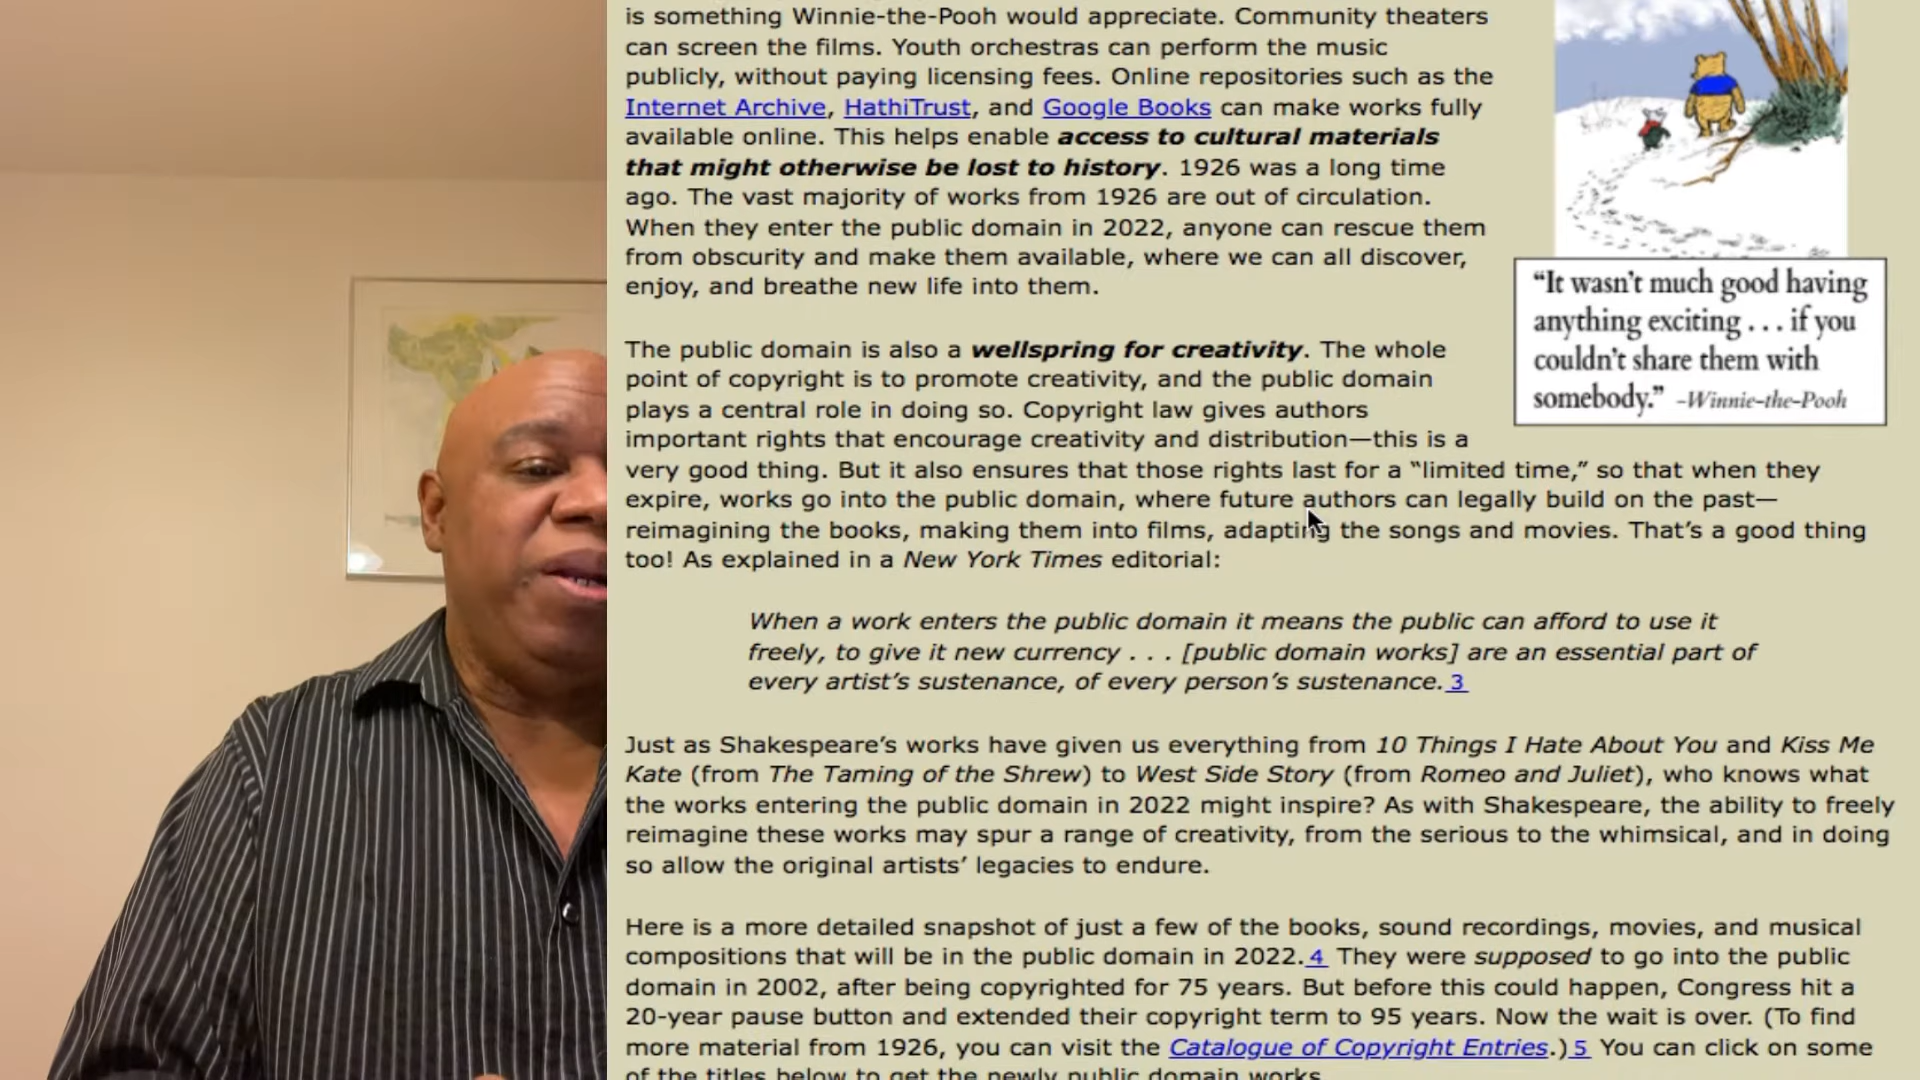 is something Winnie-the-Pooh would appreciate. Community theaters
can screen the films. Youth orchestras can perform the music
publicly, without paying licensing fees. Online repositories such as the
Internet Archive, HathiTrust, and Google Books can make works fully
available online. This helps enable access to cultural materials
that might otherwise be lost to history. 1926 was a long time
ago. The vast majority of works from 1926 are out of circulation.
When they enter the public domain in 2022, anyone can rescue them
from obscurity and make them available, where we can all discover,
enjoy, and breathe new life into them.
“It wasn’t much good having
anything exciting . . . if you
couldn’t share them with
somebody.” -Winnie-the-Pooh
The public domain is also a wellspring for creativity. The whole
point of copyright is to promote creativity, and the public domain
plays a central role in doing so. Copyright law gives authors
important rights that encourage creativity and distribution—this is a
very good thing. But it also ensures that those rights last for a “limited time,” so that when they
expire, works go into the public domain, where future authors can legally build on the past—
reimagining the books, making them into films, adapting the songs and movies. That’s a good thing
too! As explained in a New York Times editorial:
When a work enters the public domain it means the public can afford to use it
freely, to give it new currency . . . [public domain works] are an essential part of
every artist’s sustenance, of every person’s sustenance. 3
Just as Shakespeare’s works have given us everything from 10 Things I Hate About You and Kiss Me
Kate (from The Taming of the Shrew) to West Side Story (from Romeo and Juliet), who knows what
the works entering the public domain in 2022 might inspire? As with Shakespeare, the ability to freely
reimagine these works may spur a range of creativity, from the serious to the whimsical, and in doing
so allow the original artists’ legacies to endure.
Here is a more detailed snapshot of just a few of the books, sound recordings, movies, and musical
compositions that will be in the public domain in 2022. 4 They were supposed to go into the public
domain in 2002, after being copyrighted for 75 years. But before this could happen, Congress hit a
20-year pause button and extended their copyright term to 95 years. Now the wait is over. (To find
more material from 1926, you can visit the Catalogue of Copyright Entries.) 5 You can click on some
of the titles below to get the newly public domain works.